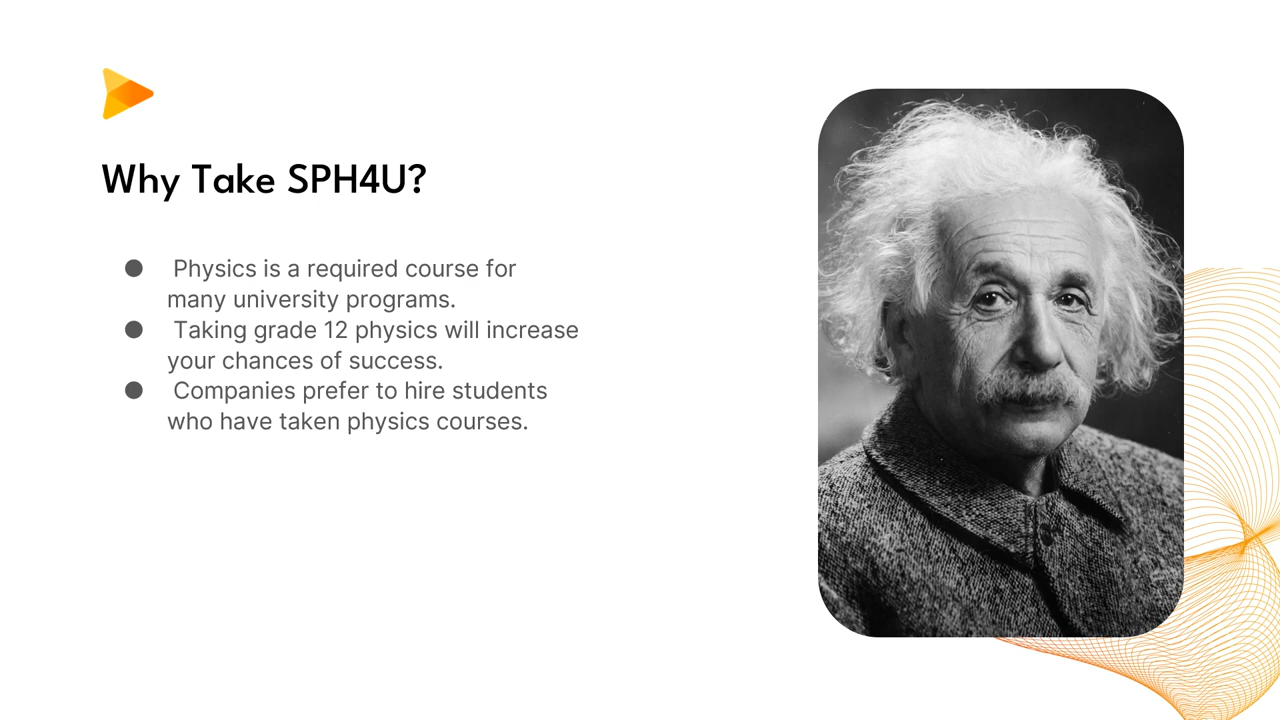 Why Take SPH4U?
● Physics is a required course for
many university programs.
● Taking grade 12 physics will increase
your chances of success.
● Companies prefer to hire students
who have taken physics courses.